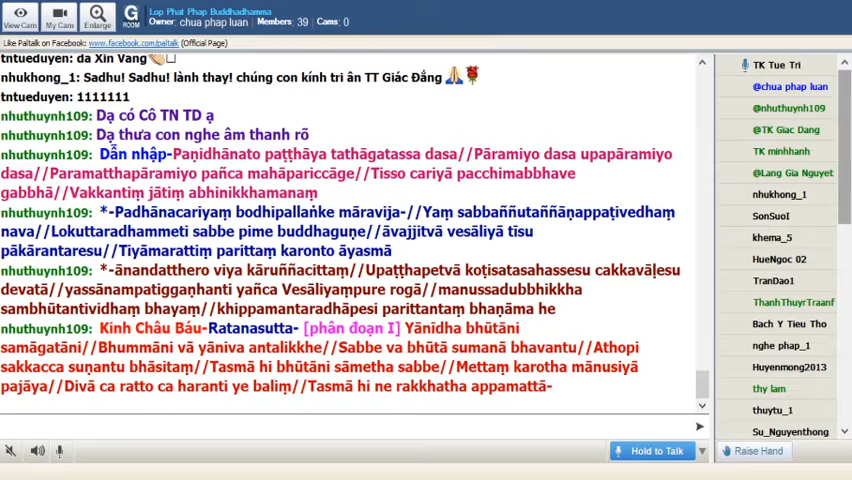 View Cam
My Cam
Enlarge
G
ROOM
Lop Phat Phap Buddhadhamma
Owner: chua phap luan   Members: 39   Cams: 0
Like Paltalk on Facebook: www.facebook.com/paltalk (Official Page)
tntueduyen: da Xin Vang
nhukhong_1: Sadhu! Sadhu! lành thay! chúng con kính tri ân TT Giác Đẳng
tntueduyen: 1111111
nhuthuynh109: Dạ có Cô TN TD ạ
nhuthuynh109: Dạ thưa con nghe âm thanh rõ
nhuthuynh109: Dẫn nhập-Paṇidhānato paṭṭhāya tathāgatassa dasa//Pāramiyo dasa upapāramiyo
dasa//Paramatthapāramiyo pañca mahāpariccāge//Tisso cariyā pacchimabbhave
gabbhā//Vakkantiṃ jātiṃ abhinikkhamanaṃ
nhuthuynh109: *-Padhānacariyaṃ bodhipallaṅke māravija-//Yaṃ sabbaññutaññāṇappaṭivedhaṃ
nava//Lokuttaradhammeti sabbe pime buddhaguṇe//āvajjitvā vesāliyā tīsu
pākārantaresu//Tiyāmarattiṃ parittaṃ karonto āyasmā
nhuthuynh109: *-ānandatthero viya kāruññacittaṃ//Upaṭṭhapetvā koṭisatasahassesu cakkavāḷesu
devatā//yassānampatiggaṇhanti yañca Vesāliyaṃpure rogā//manussadubbhikkha
sambhūtantividhaṃ bhayaṃ//khippamantaradhāpesi parittantaṃ bhaṇāma he
nhuthuynh109: Kinh Châu Báu-Ratanasutta- [phân đoạn I] Yānīdha bhūtāni
samāgatāni//Bhummāni vā yāniva antalikkhe//Sabbe va bhūtā sumanā bhavantu//Athopi
sakkacca suṇantu bhāsitaṃ//Tasmā hi bhūtāni sāmetha sabbe//Mettaṃ karotha mānusiyā
pajāya//Divā ca ratto ca haranti ye baliṃ//Tasmā hi ne rakkhatha appamattā-
Hold to Talk
TK Tue Tri
@chua phap luan
@nhuthuynh109
@TK Giac Dang
TK minhhanh
@Lang Gia Nguyet
nhukhong_1
SonSuoI
khema_5
HueNgoc 02
TranDao1
ThanhThuyrTraanf
Bach Y Tieu Tho
nghe phap_1
Huyenmong2013
thy lam
thuytu_1
Su_Nguyenthong
Raise Hand